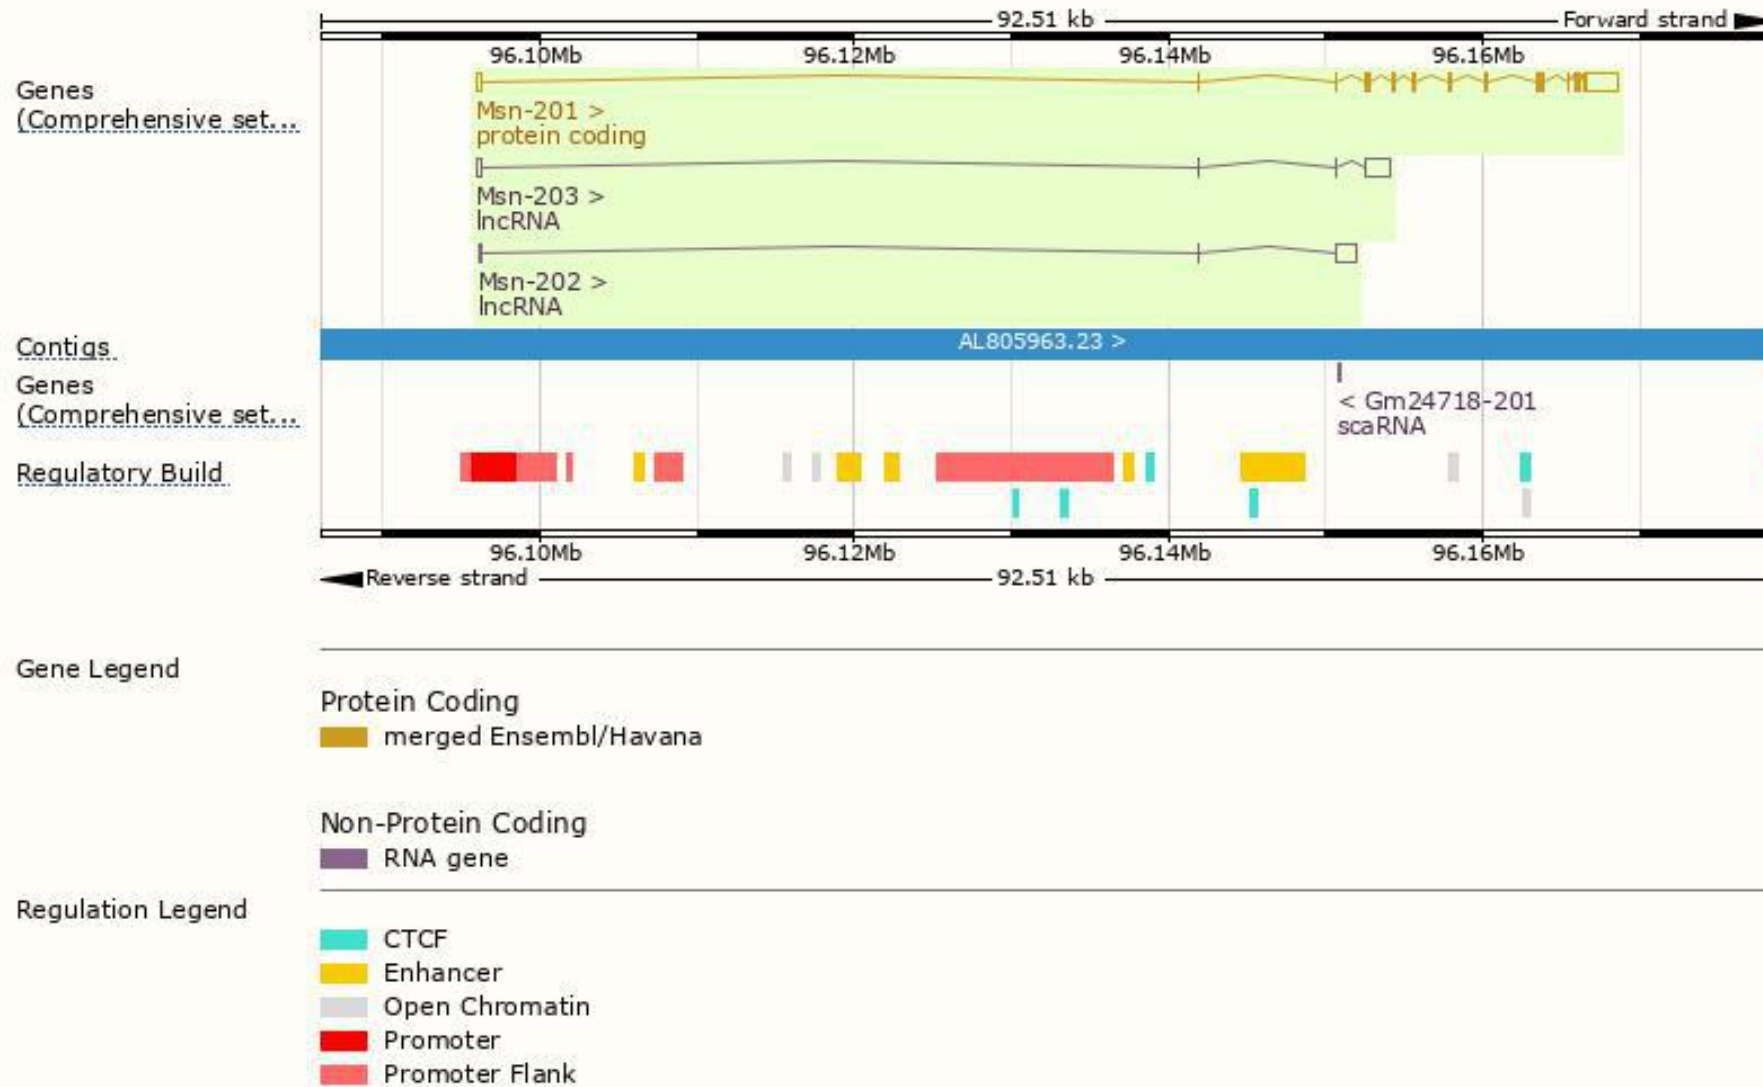 92.51 kb Forward strand
96.10Mb 96.12Mb 96.14Mb 96.16Mb
Genes
(Comprehensive set...
Msn-201 >
protein coding
Msn-203 >
lncRNA
Msn-202 >
lncRNA
Contigs AL805963.23 >
Genes
(Comprehensive set...
< Gm24718-201
scaRNA
Regulatory Build
96.10Mb 96.12Mb 96.14Mb 96.16Mb
Reverse strand 92.51 kb
Gene Legend
Protein Coding
merged Ensembl/Havana
Non-Protein Coding
RNA gene
Regulation Legend
CTCF
Enhancer
Open Chromatin
Promoter
Promoter Flank